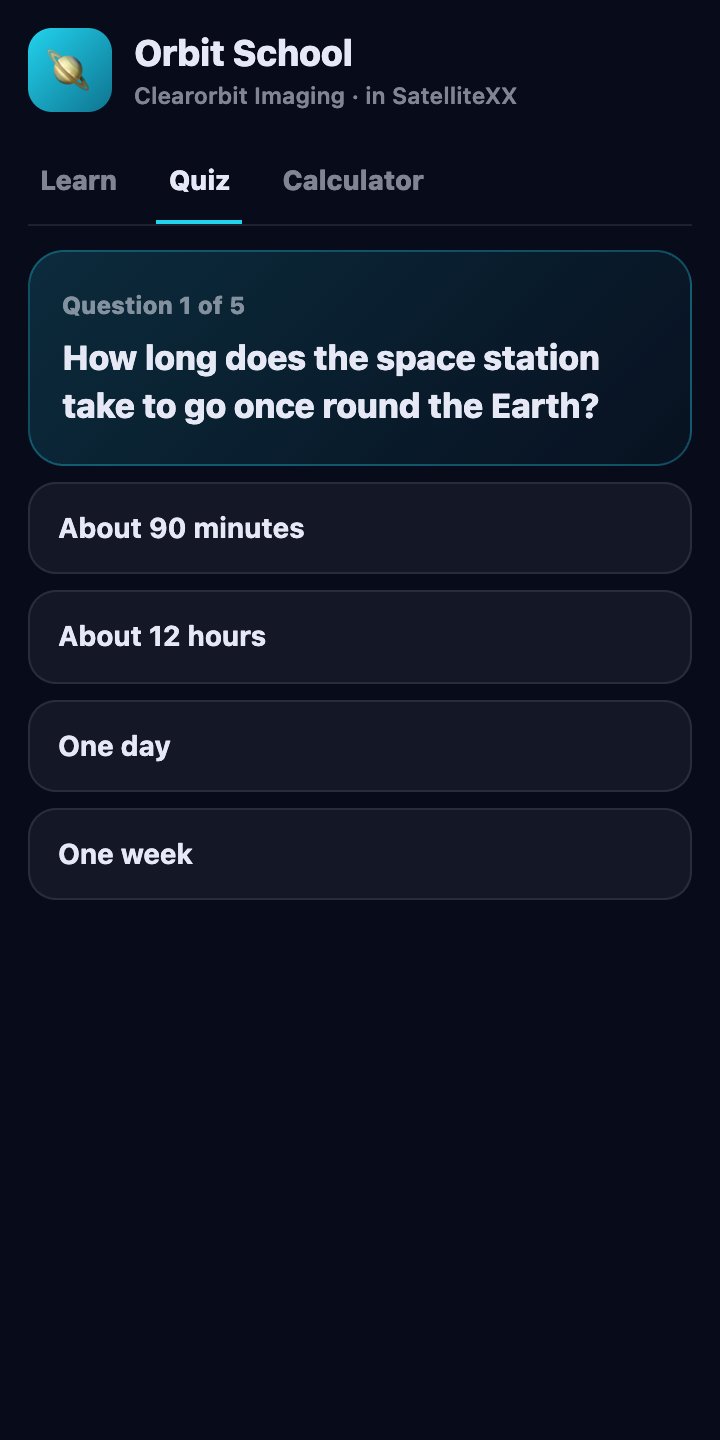 Orbit School
Clearorbit Imaging · in SatelliteXX
Learn Quiz Calculator
Question 1 of 5
How long does the space station
take to go once round the Earth?
About 90 minutes
About 12 hours
One day
One week